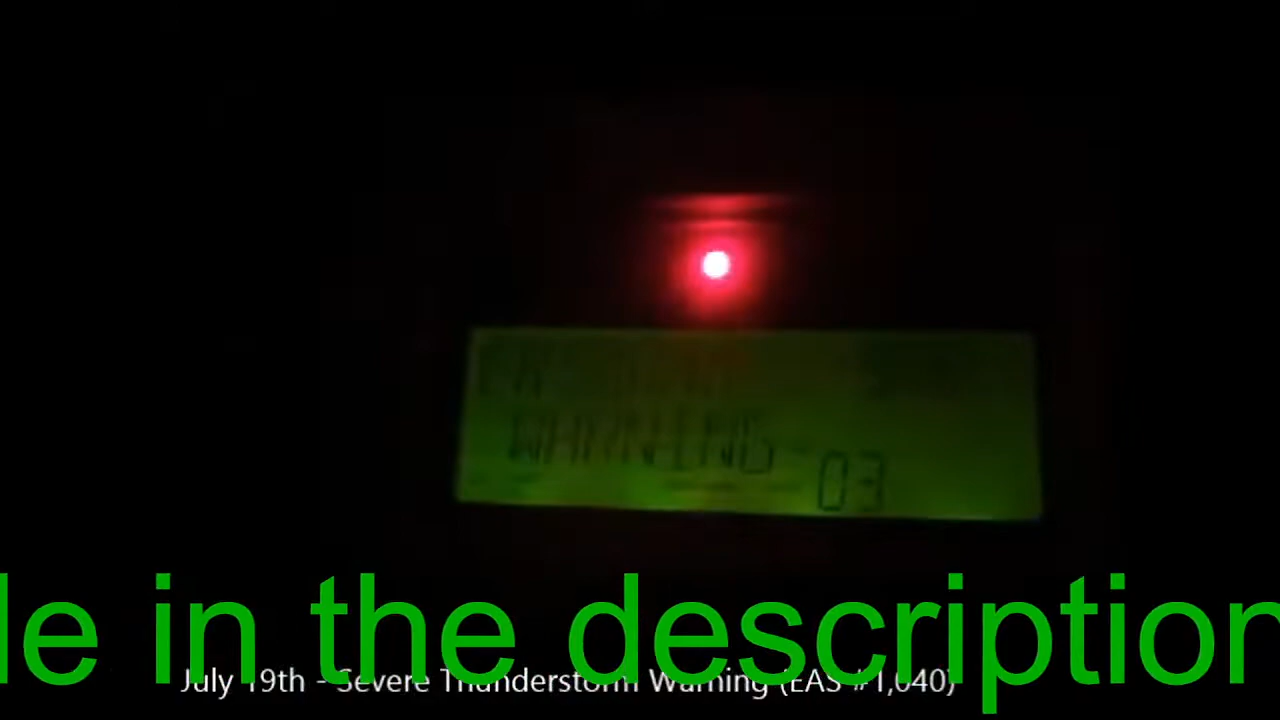 WARNING
03
le in the description
July 19th - Severe Thunderstorm Warning (EAS #1,040)